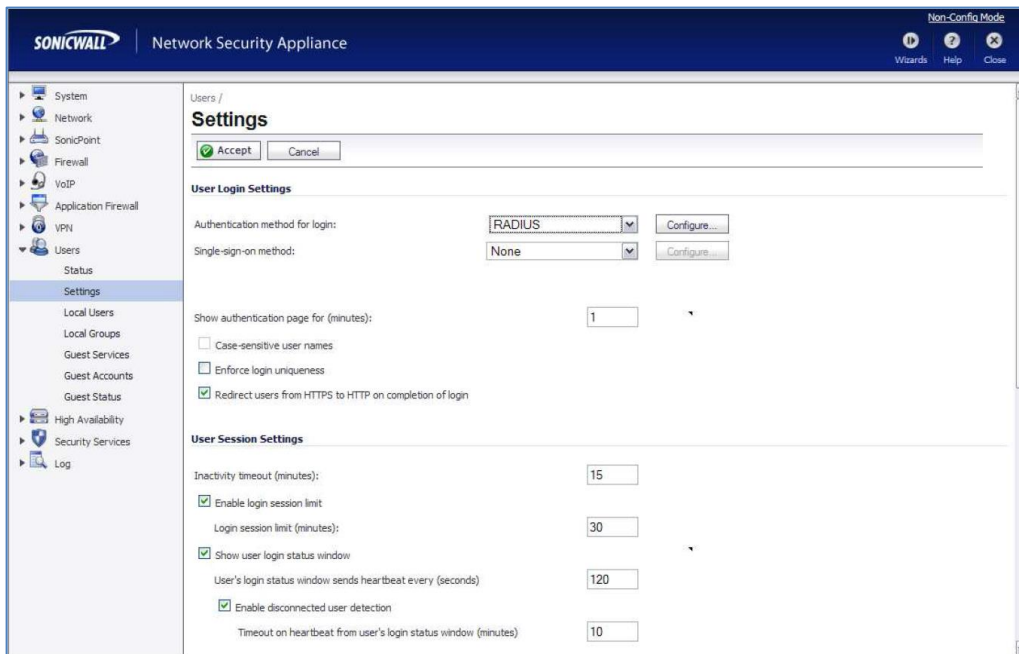 Non-Config Mode
SONICWALL | Network Security Appliance
Wizards Help Close
System
Network
SonicPoint
Firewall
VoIP
Application Firewall
VPN
Users
Status
Settings
Local Users
Local Groups
Guest Services
Guest Accounts
Guest Status
High Availability
Security Services
Log
Users /
Settings
Accept Cancel
User Login Settings
Authentication method for login: RADIUS Configure...
Single-sign-on method: None Configure...
Show authentication page for (minutes): 1
Case-sensitive user names
Enforce login uniqueness
Redirect users from HTTPS to HTTP on completion of login
User Session Settings
Inactivity timeout (minutes): 15
Enable login session limit
Login session limit (minutes): 30
Show user login status window
User's login status window sends heartbeat every (seconds) 120
Enable disconnected user detection
Timeout on heartbeat from user's login status window (minutes) 10